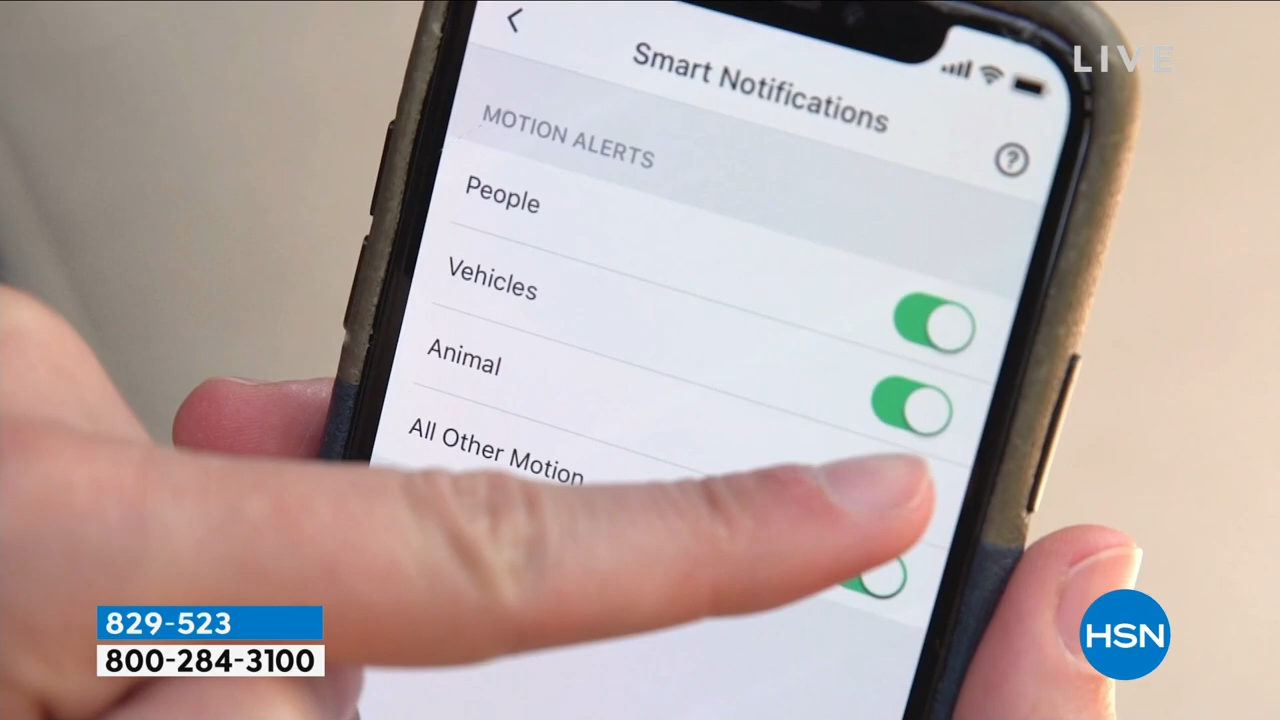 LIVE
Smart Notifications
?
MOTION ALERTS
People
Vehicles
Animal
All Other Motion
829-523
800-284-3100
HSN